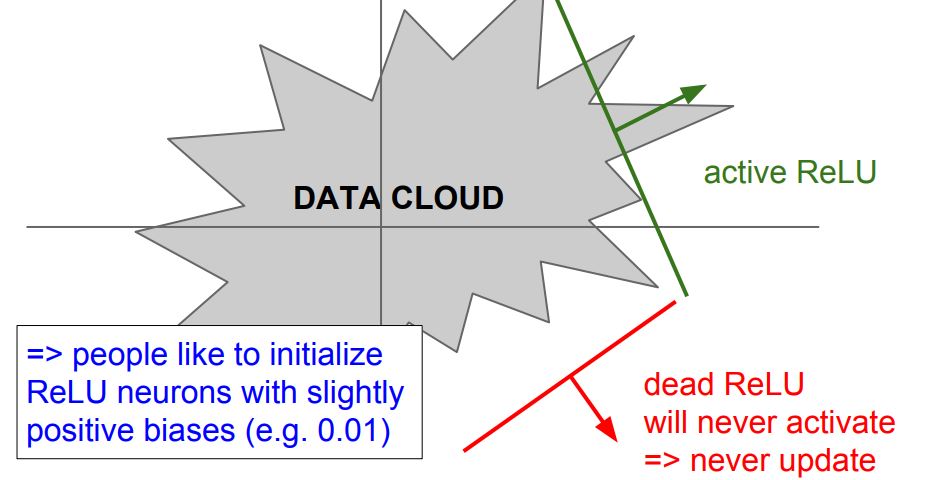 active ReLU
DATA CLOUD
=> people like to initialize
ReLU neurons with slightly
positive biases (e.g. 0.01)
dead ReLU
will never activate
=> never update